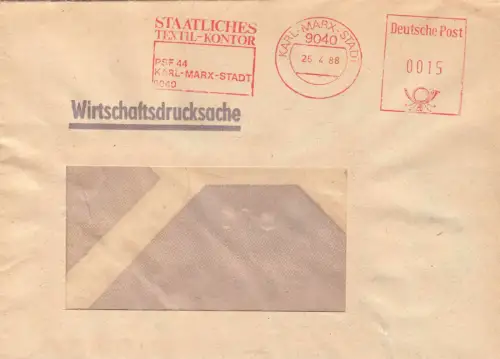 STAATLICHES
TEXTIL-KONTOR
PSF 44
KARL-MARX-STADT
9040
KARL-MARX-STADT
9040
26.4.88
Deutsche Post
0015
Wirtschaftsdrucksache